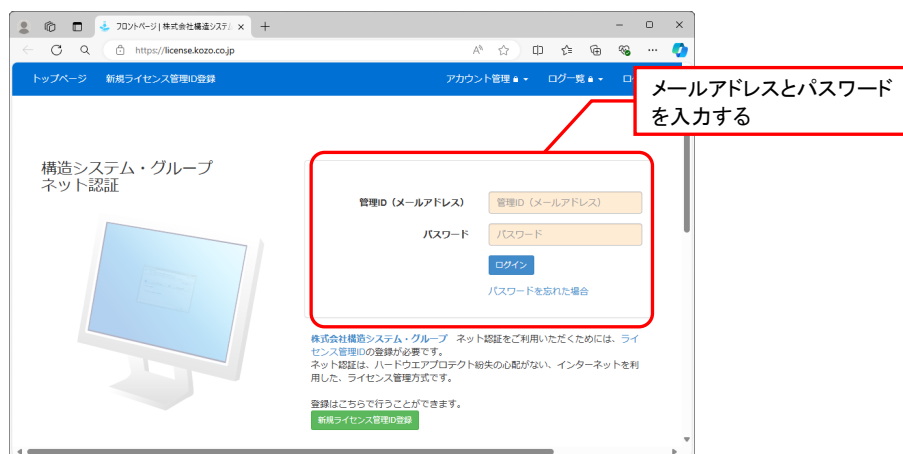 フロントページ | 株式会社構造システム
https://license.kozo.co.jp
トップページ 新規ライセンス管理ID登録 アカウント管理 ログ一覧
メールアドレスとパスワード
を入力する
構造システム・グループ
ネット認証
管理ID（メールアドレス） 管理ID（メールアドレス）
パスワード パスワード
ログイン
パスワードを忘れた場合
株式会社構造システム・グループ ネット認証をご利用いただくためには、ライ
センス管理IDの登録が必要です。
ネット認証は、ハードウエアプロテクト紛失の心配がない、インターネットを利
用した、ライセンス管理方式です。
登録はこちらで行うことができます。
新規ライセンス管理ID登録